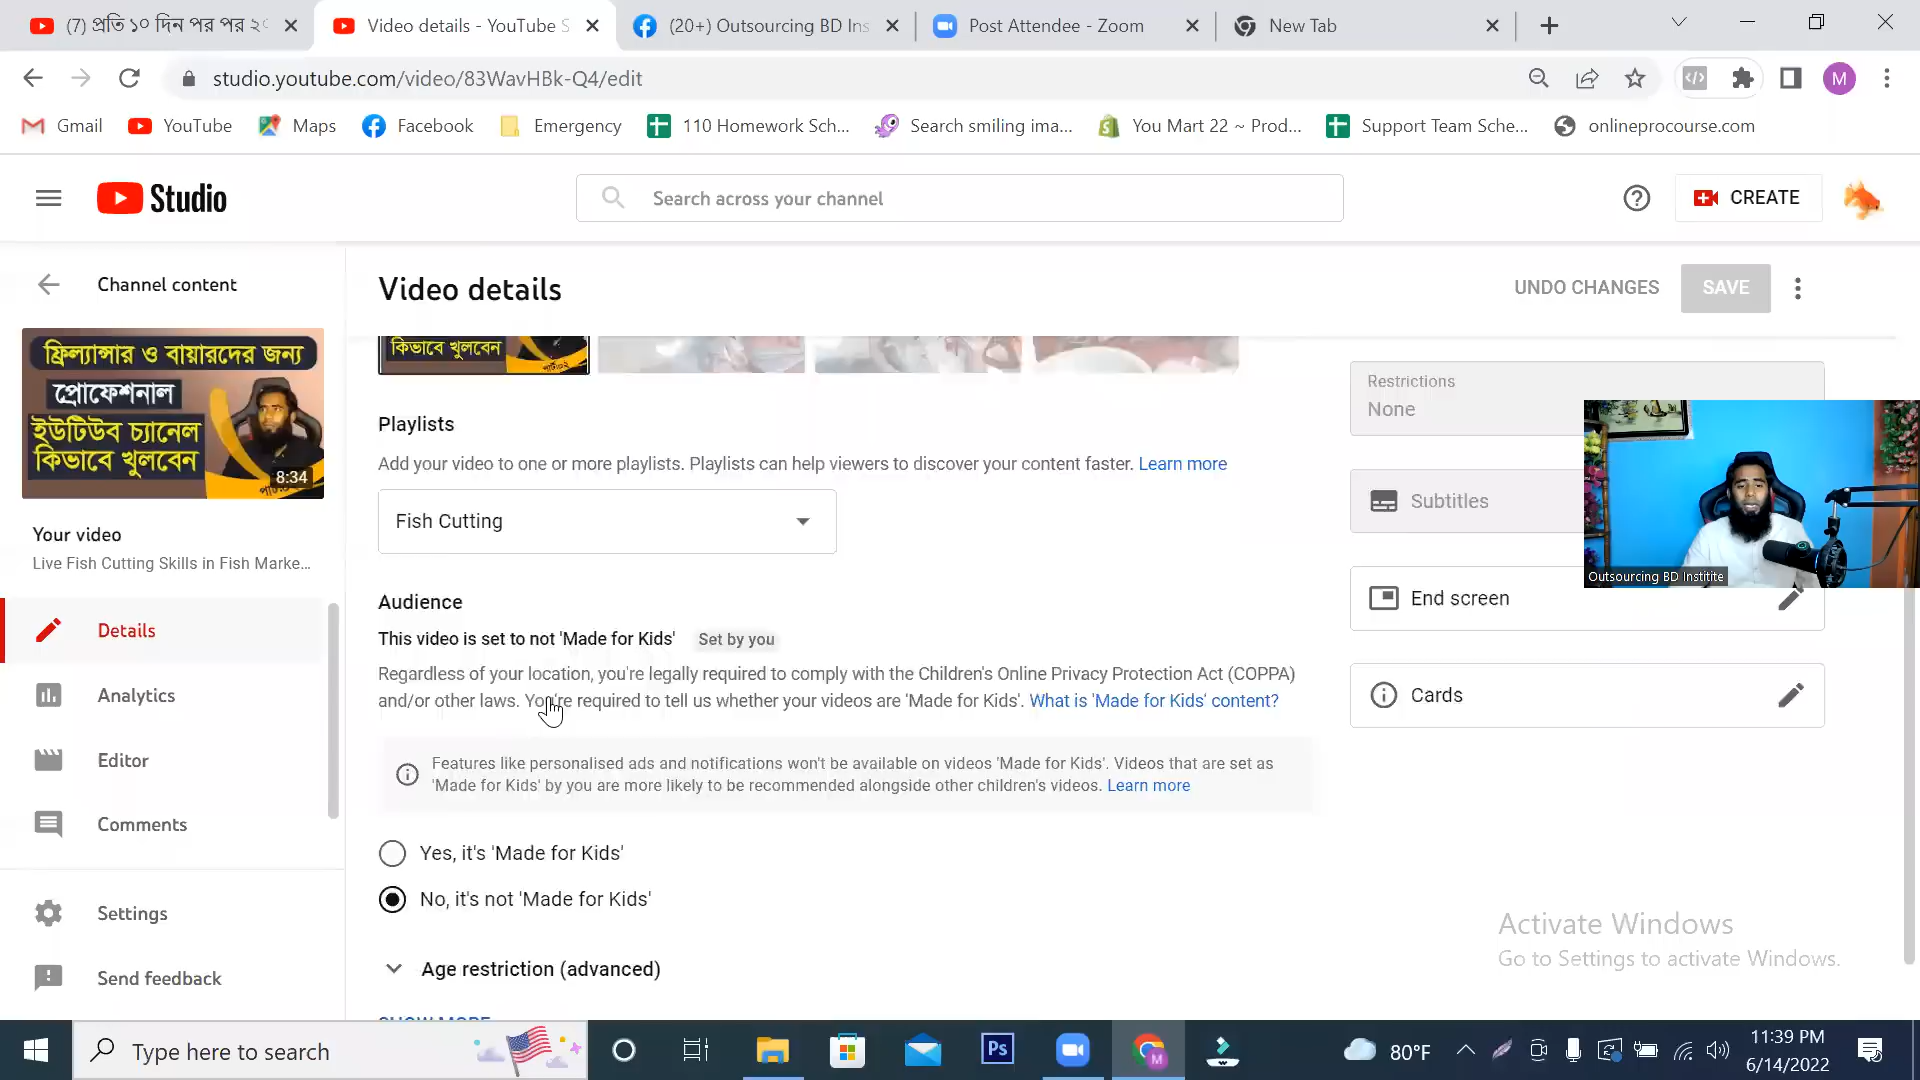 (7) প্রতি ১০ দিন পর পর ২
Video details - YouTube S
(20+) Outsourcing BD Ins
Post Attendee - Zoom
New Tab
studio.youtube.com/video/83WavHBk-Q4/edit
M
Gmail
YouTube
Maps
Facebook
Emergency
110 Homework Sch...
Search smiling ima...
You Mart 22 ~ Prod...
Support Team Sche...
onlineprocourse.com
Studio
Search across your channel
CREATE
Channel content
Video details
UNDO CHANGES
SAVE
ফ্রিল্যান্সার ও বায়ারদের জন্য
প্রোফেশনাল
ইউটিউব চ্যানেল
কিভাবে খুলবেন
8:34
কিভাবে খুলবেন
Your video
Live Fish Cutting Skills in Fish Marke...
Details
Analytics
Editor
Comments
Settings
Send feedback
Playlists
Add your video to one or more playlists. Playlists can help viewers to discover your content faster. Learn more
Fish Cutting
Audience
This video is set to not 'Made for Kids' Set by you
Regardless of your location, you're legally required to comply with the Children's Online Privacy Protection Act (COPPA)
and/or other laws. You're required to tell us whether your videos are 'Made for Kids'. What is 'Made for Kids' content?
Features like personalised ads and notifications won't be available on videos 'Made for Kids'. Videos that are set as
'Made for Kids' by you are more likely to be recommended alongside other children's videos. Learn more
Yes, it's 'Made for Kids'
No, it's not 'Made for Kids'
Age restriction (advanced)
SHOW MORE
Restrictions
None
Subtitles
Outsourcing BD Institite
End screen
Cards
Activate Windows
Go to Settings to activate Windows.
Type here to search
Ps
M
80°F
11:39 PM
6/14/2022